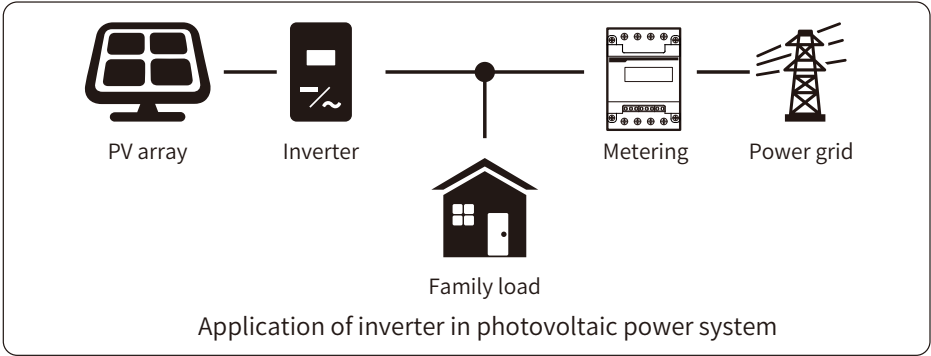 PV array
Inverter
Metering
Power grid
Family load
Application of inverter in photovoltaic power system